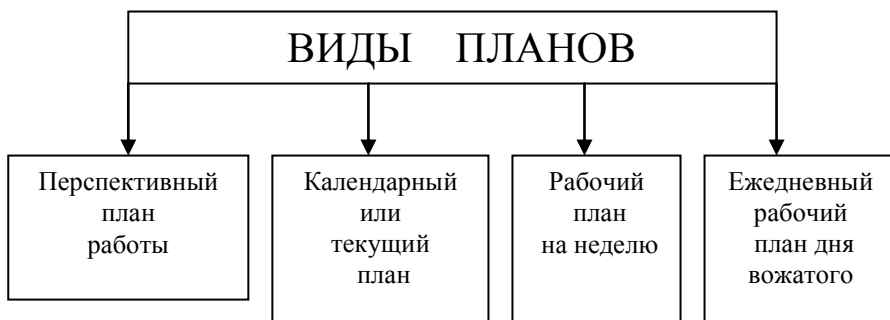 ВИДЫ ПЛАНОВ
Перспективный
план
работы
Календарный
или
текущий
план
Рабочий
план
на неделю
Ежедневный
рабочий
план дня
вожатого